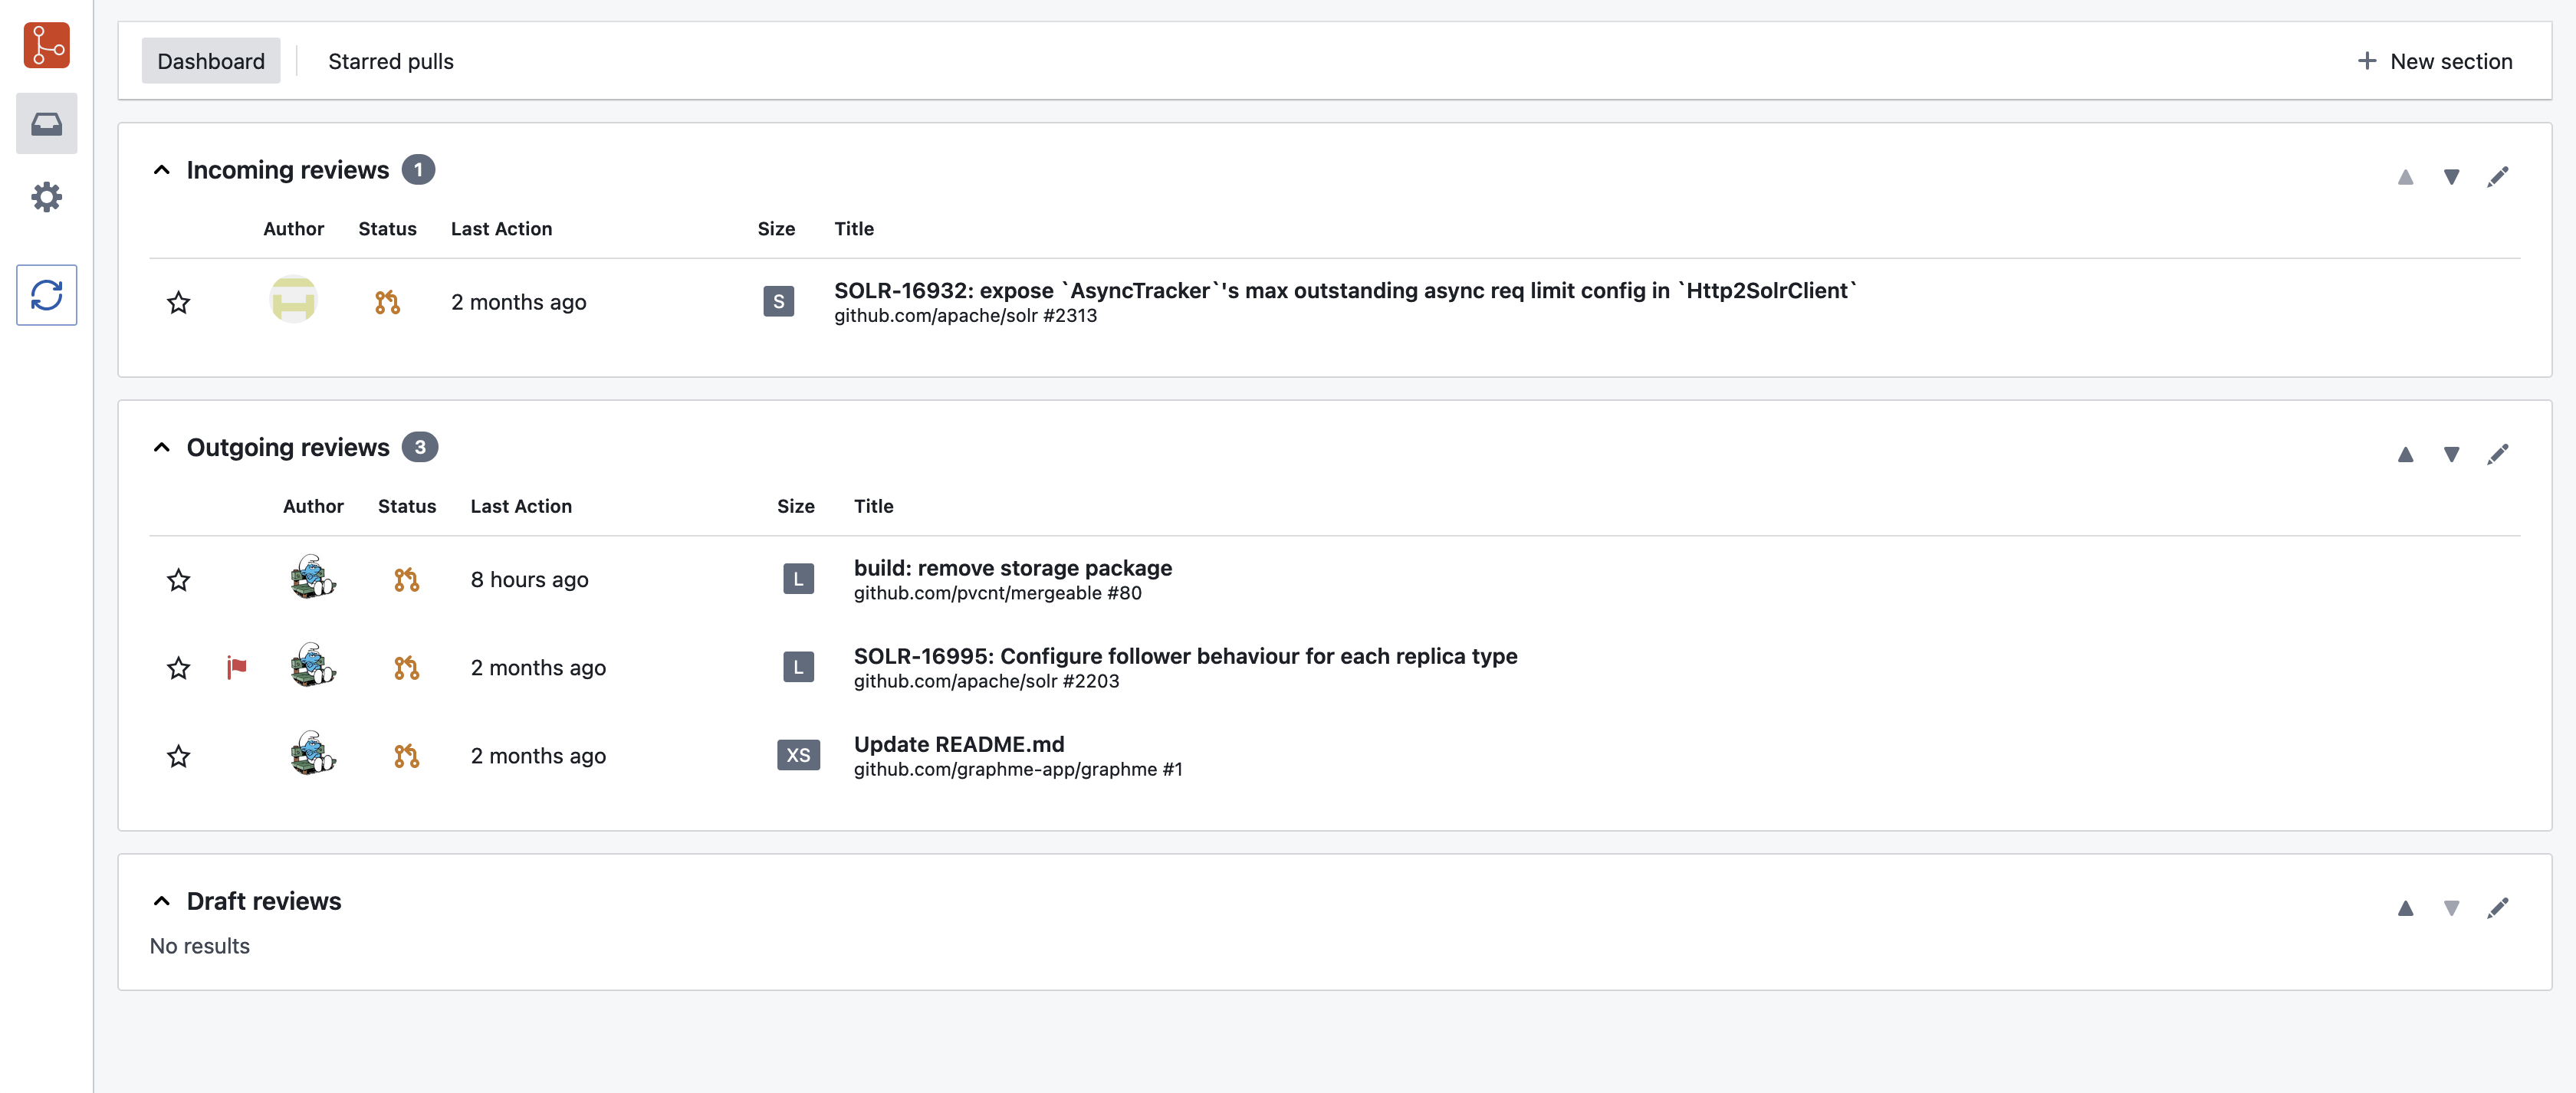 Dashboard
Starred pulls
New section
Incoming reviews 1
Author Status Last Action Size Title
2 months ago S SOLR-16932: expose `AsyncTracker`'s max outstanding async req limit config in `Http2SolrClient`
github.com/apache/solr #2313
Outgoing reviews 3
Author Status Last Action Size Title
8 hours ago L build: remove storage package
github.com/pvcnt/mergeable #80
2 months ago L SOLR-16995: Configure follower behaviour for each replica type
github.com/apache/solr #2203
2 months ago XS Update README.md
github.com/graphme-app/graphme #1
Draft reviews
No results